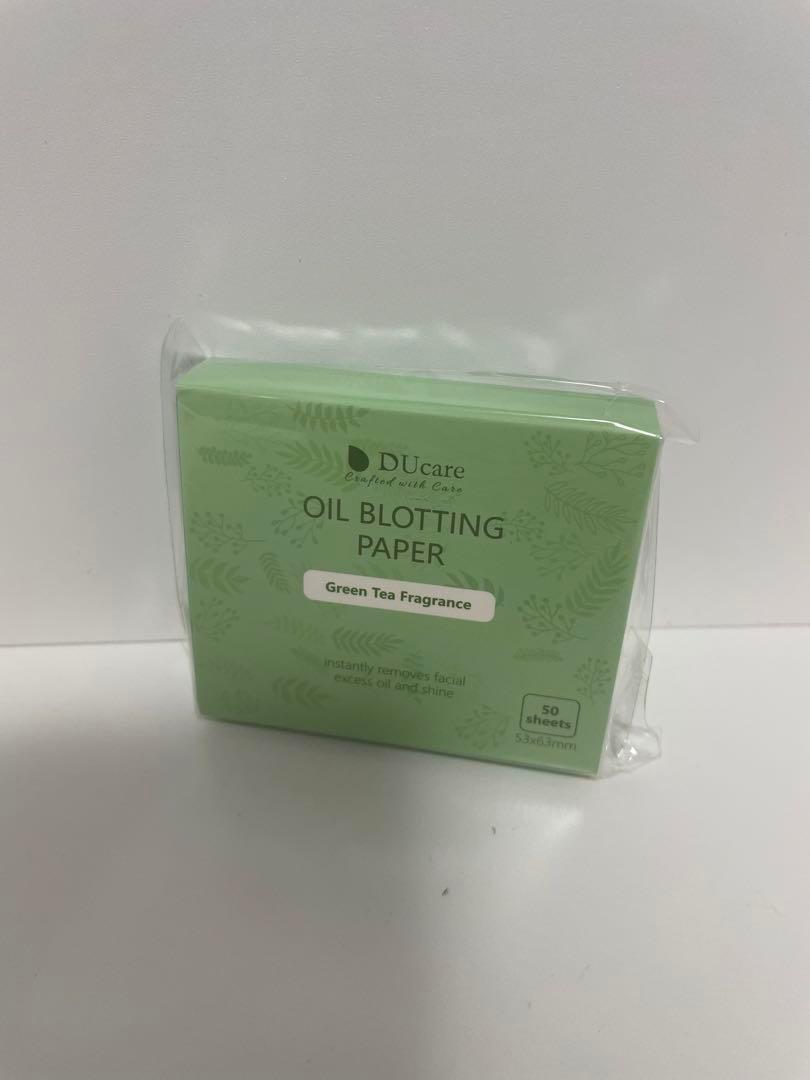 DUcare
Crafted with Care
OIL BLOTTING
PAPER
Green Tea Fragrance
instantly removes facial
excess oil and shine
50
sheets
53x63mm